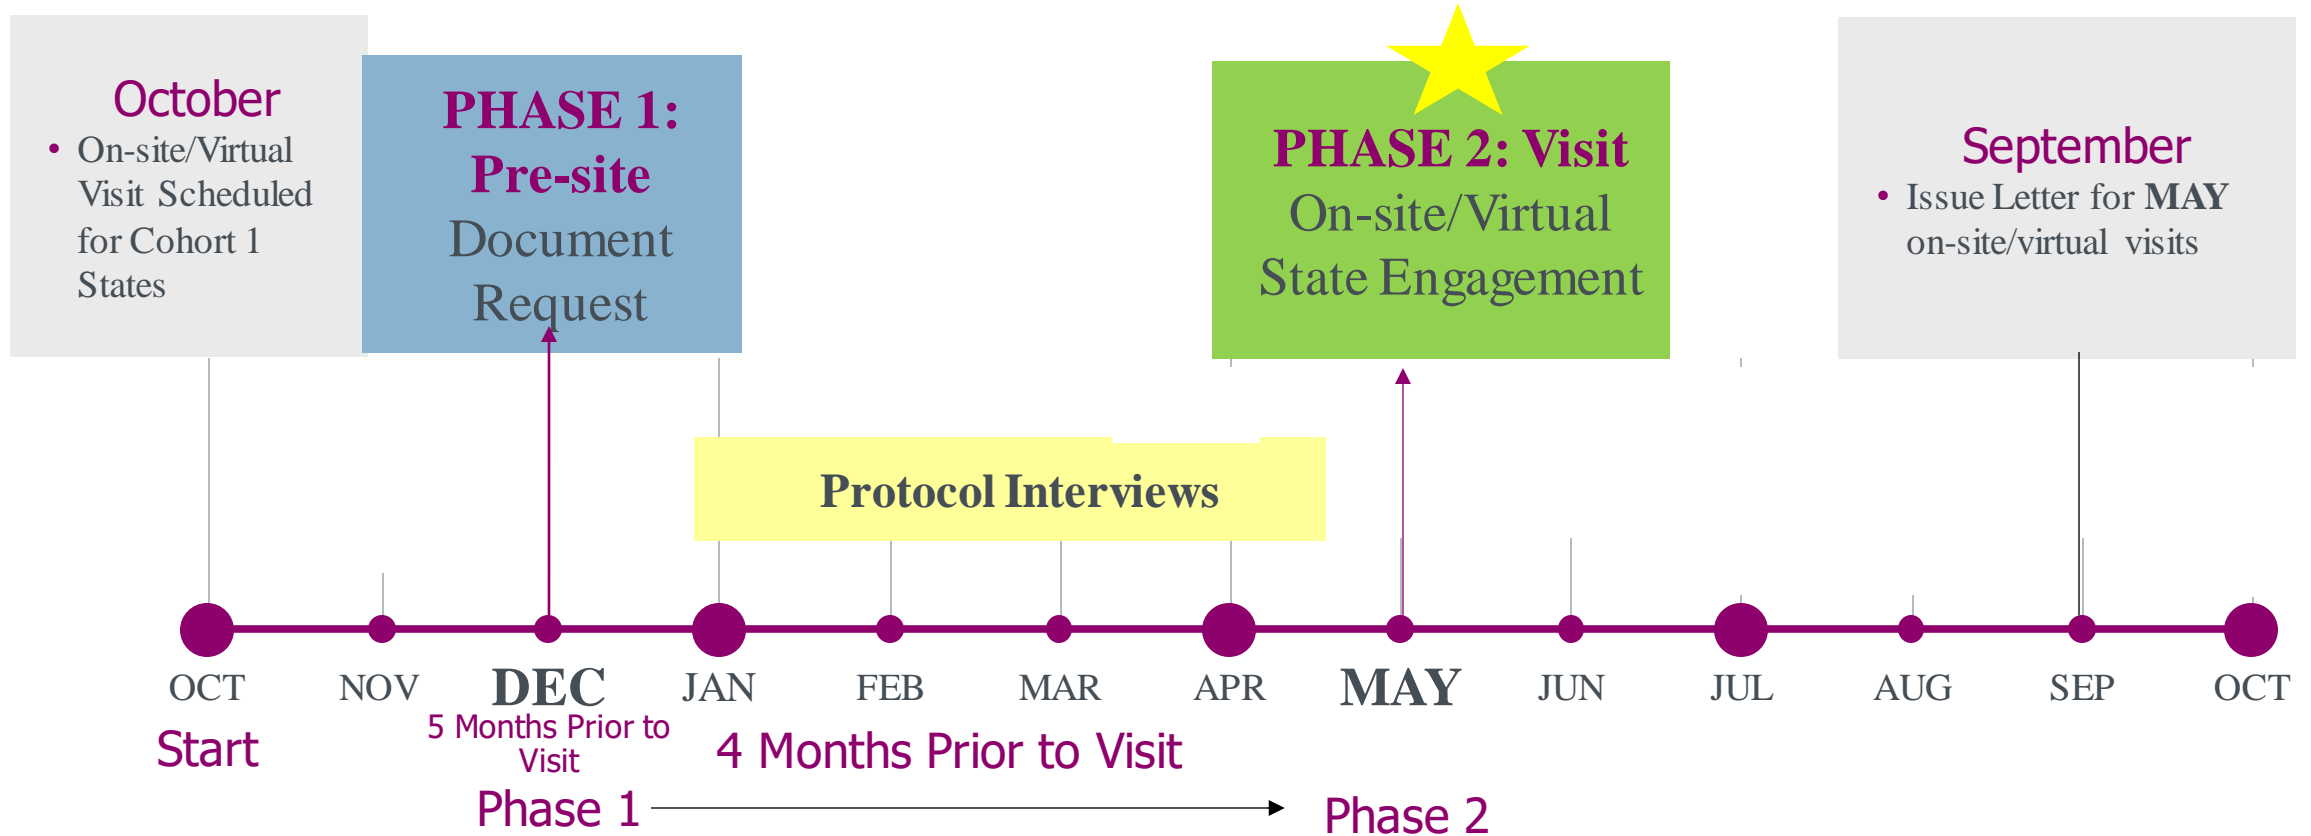 October
• On-site/Virtual
Visit Scheduled
for Cohort 1
States
PHASE 1:
Pre-site
Document
Request
PHASE 2: Visit
On-site/Virtual
State Engagement
September
• Issue Letter for MAY
on-site/virtual visits
Protocol Interviews
OCT NOV DEC JAN FEB MAR APR MAY JUN JUL AUG SEP OCT
Start
5 Months Prior to
Visit
4 Months Prior to Visit
Phase 1
Phase 2